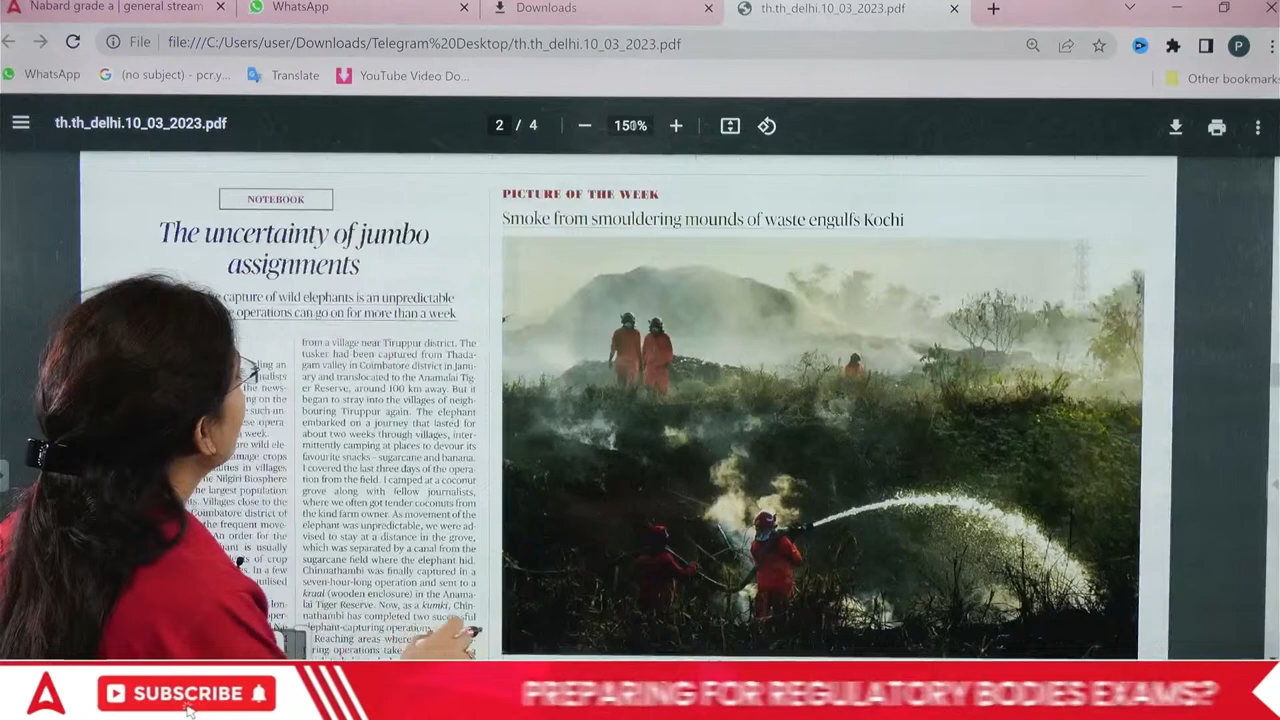 Nabard grade a | general stream
WhatsApp
Downloads
th.th_delhi.10_03_2023.pdf
File
file:///C:/Users/user/Downloads/Telegram%20Desktop/th.th_delhi.10_03_2023.pdf
P
WhatsApp
(no subject) - pcr.y...
Translate
YouTube Video Do...
Other bookmarks
th.th_delhi.10_03_2023.pdf
2 / 4
150%
NOTEBOOK
The uncertainty of jumbo
assignments
capture of wild elephants is an unpredictable
operations can go on for more than a week
from a village near Tiruppur district. The
tusker had been captured from Thada-
gam valley in Coimbatore district in Janu-
ary and translocated to the Anamalai Tig-
er Reserve, around 100 km away. But it
began to stray into the villages of neigh-
bouring Tiruppur again. The elephant
embarked on a journey that lasted for
about two weeks through villages, inter-
mittently camping at places to devour its
favourite snacks - sugarcane and banana.
I covered the last three days of the opera-
tion from the field. I camped at a coconut
grove along with fellow journalists,
where we often got tender coconuts from
the kind farm owner. As movement of the
elephant was unpredictable, we were ad-
vised to stay at a distance in the grove,
which was separated by a canal from the
sugarcane field where the elephant hid.
Chinnathambi was finally captured in a
seven-hour-long operation and sent to a
kraal (wooden enclosure) in the Anama-
lai Tiger Reserve. Now, as a kumki, Chin-
nathambi has completed two successful
elephant-capturing operations
Reaching areas where
ring operations take
PICTURE OF THE WEEK
Smoke from smouldering mounds of waste engulfs Kochi
SUBSCRIBE
PREPARING FOR REGULATORY BODIES EXAMS?